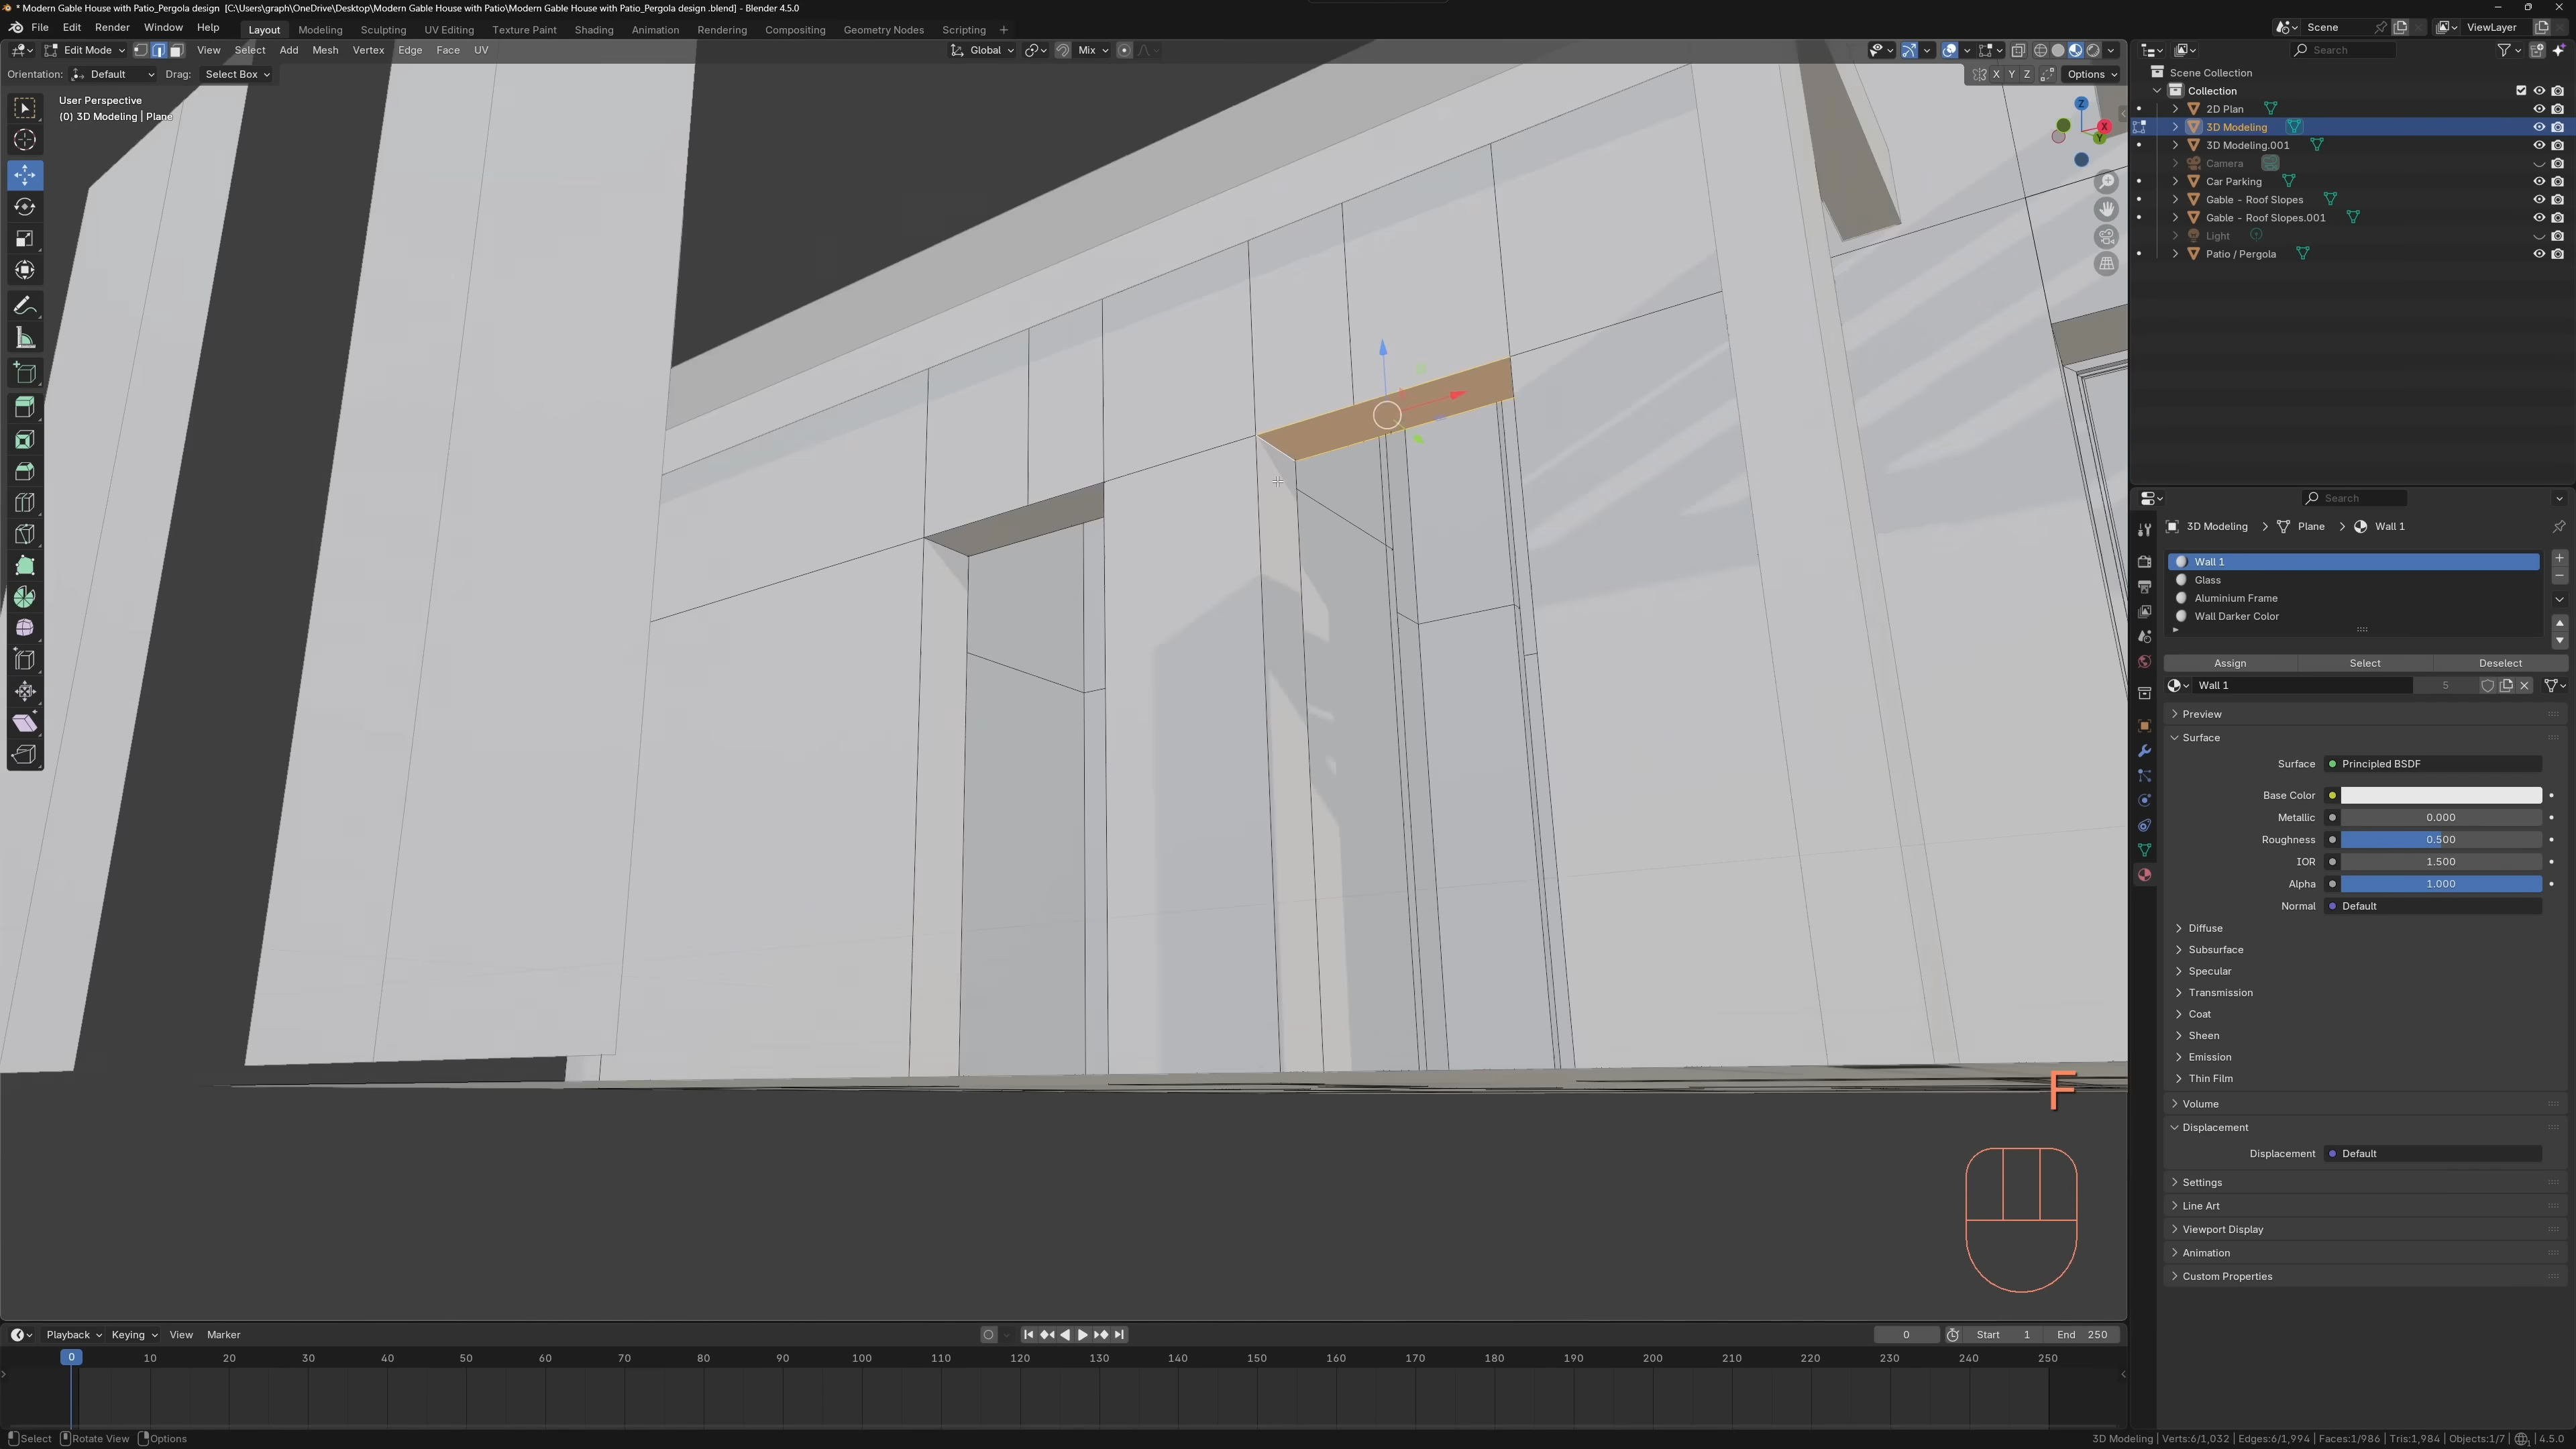 * Modern Gable House with Patio_Pergola design [C:\Users\graph\OneDrive\Desktop\Modern Gable House with Patio\Modern Gable House with Patio_Pergola design .blend] - Blender 4.5.0
File Edit Render Window Help Layout Modeling Sculpting UV Editing Texture Paint Shading Animation Rendering Compositing Geometry Nodes Scripting +
Scene ViewLayer
Edit Mode View Select Add Mesh Vertex Edge Face UV Global Mix
Search
Orientation: Default Drag: Select Box
X Y Z Options
User Perspective
(0) 3D Modeling | Plane
Z
X
Y
Scene Collection
Collection
2D Plan
3D Modeling
3D Modeling.001
Camera
Car Parking
Gable - Roof Slopes
Gable - Roof Slopes.001
Light
Patio / Pergola
Search
3D Modeling > Plane > Wall 1
Wall 1
Glass
Aluminium Frame
Wall Darker Color
Assign Select Deselect
Wall 1 5
Preview
Surface
Surface Principled BSDF
Base Color
Metallic 0.000
Roughness 0.500
IOR 1.500
Alpha 1.000
Normal Default
Diffuse
Subsurface
Specular
Transmission
Coat
Sheen
Emission
Thin Film
Volume
Displacement
Displacement Default
Settings
Line Art
Viewport Display
Animation
Custom Properties
F
Playback Keying View Marker
0 Start 1 End 250
0 10 20 30 40 50 60 70 80 90 100 110 120 130 140 150 160 170 180 190 200 210 220 230 240 250
Select Rotate View Options
3D Modeling | Verts:6/1,032 | Edges:6/1,994 | Faces:1/986 | Tris:1,984 | Objects:1/7 | 4.5.0